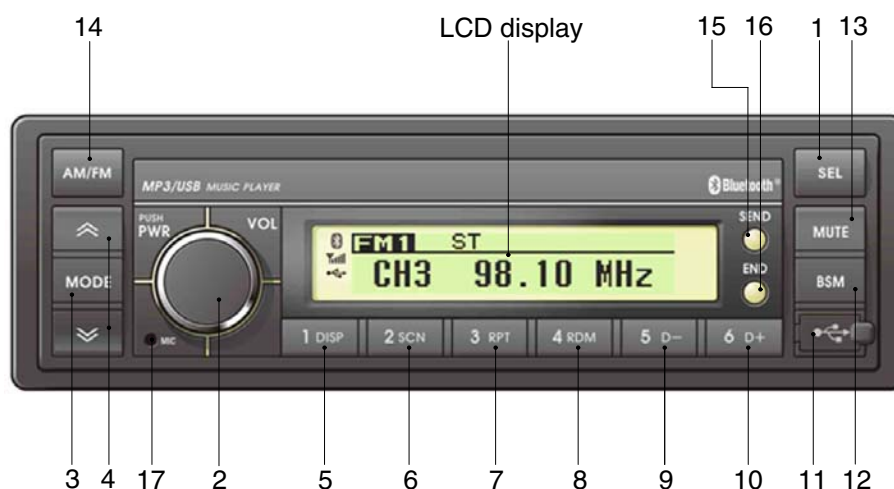 14 LCD display 15 16 1 13
AM/FM
MP3/USB MUSIC PLAYER
Bluetooth®
SEL
PUSH
PWR
VOL
FM1 ST
CH3 98.10 MHz
SEND
END
MUTE
MODE
BSM
MIC
1 DISP 2 SCN 3 RPT 4 RDM 5 D− 6 D+
3 4 17 2 5 6 7 8 9 10 11 12